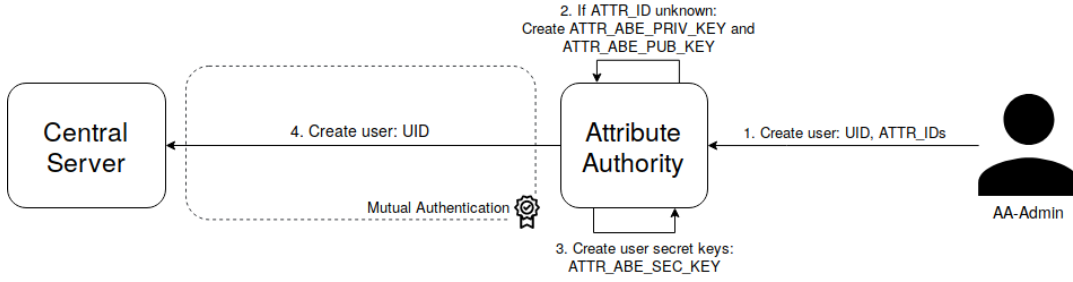 2. If ATTR_ID unknown:
Create ATTR_ABE_PRIV_KEY and
ATTR_ABE_PUB_KEY
Central
Server
4. Create user: UID
Attribute
Authority
1. Create user: UID, ATTR_IDs
Mutual Authentication
AA-Admin
3. Create user secret keys:
ATTR_ABE_SEC_KEY